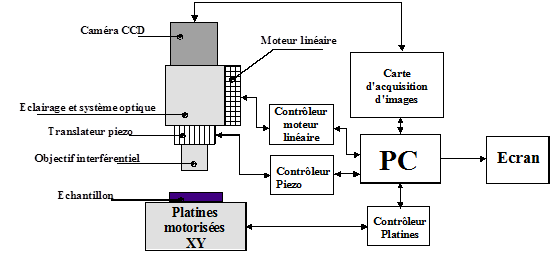 Caméra CCD
Moteur linéaire
Carte
d'acquisition
d'images
Eclairage et système optique
Contrôleur
moteur
linéaire
Translateur piezo
Objectif interférentiel
Contrôleur
Piezo
PC
Ecran
Echantillon
Platines
motorisées
XY
Contrôleur
Platines